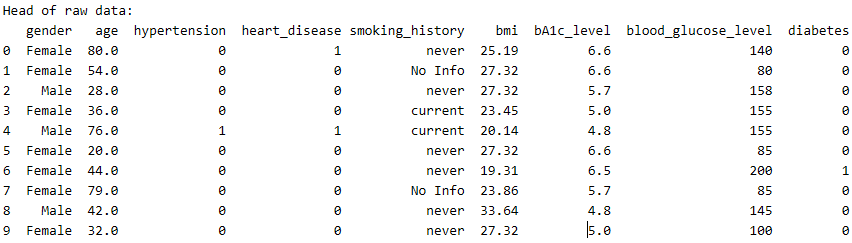 Head of raw data:
gender age hypertension heart_disease smoking_history bmi bA1c_level blood_glucose_level diabetes
0 Female 80.0 0 1 never 25.19 6.6 140 0
1 Female 54.0 0 0 No Info 27.32 6.6 80 0
2 Male 28.0 0 0 never 27.32 5.7 158 0
3 Female 36.0 0 0 current 23.45 5.0 155 0
4 Male 76.0 1 1 current 20.14 4.8 155 0
5 Female 20.0 0 0 never 27.32 6.6 85 0
6 Female 44.0 0 0 never 19.31 6.5 200 1
7 Female 79.0 0 0 No Info 23.86 5.7 85 0
8 Male 42.0 0 0 never 33.64 4.8 145 0
9 Female 32.0 0 0 never 27.32 5.0 100 0